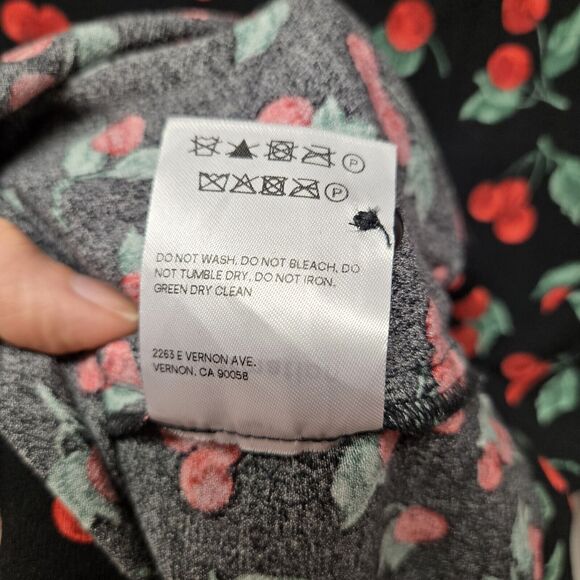 P
P
DO NOT WASH. DO NOT BLEACH, DO
NOT TUMBLE DRY. DO NOT IRON.
GREEN DRY CLEAN
2263 E VERNON AVE.
VERNON, CA 90058